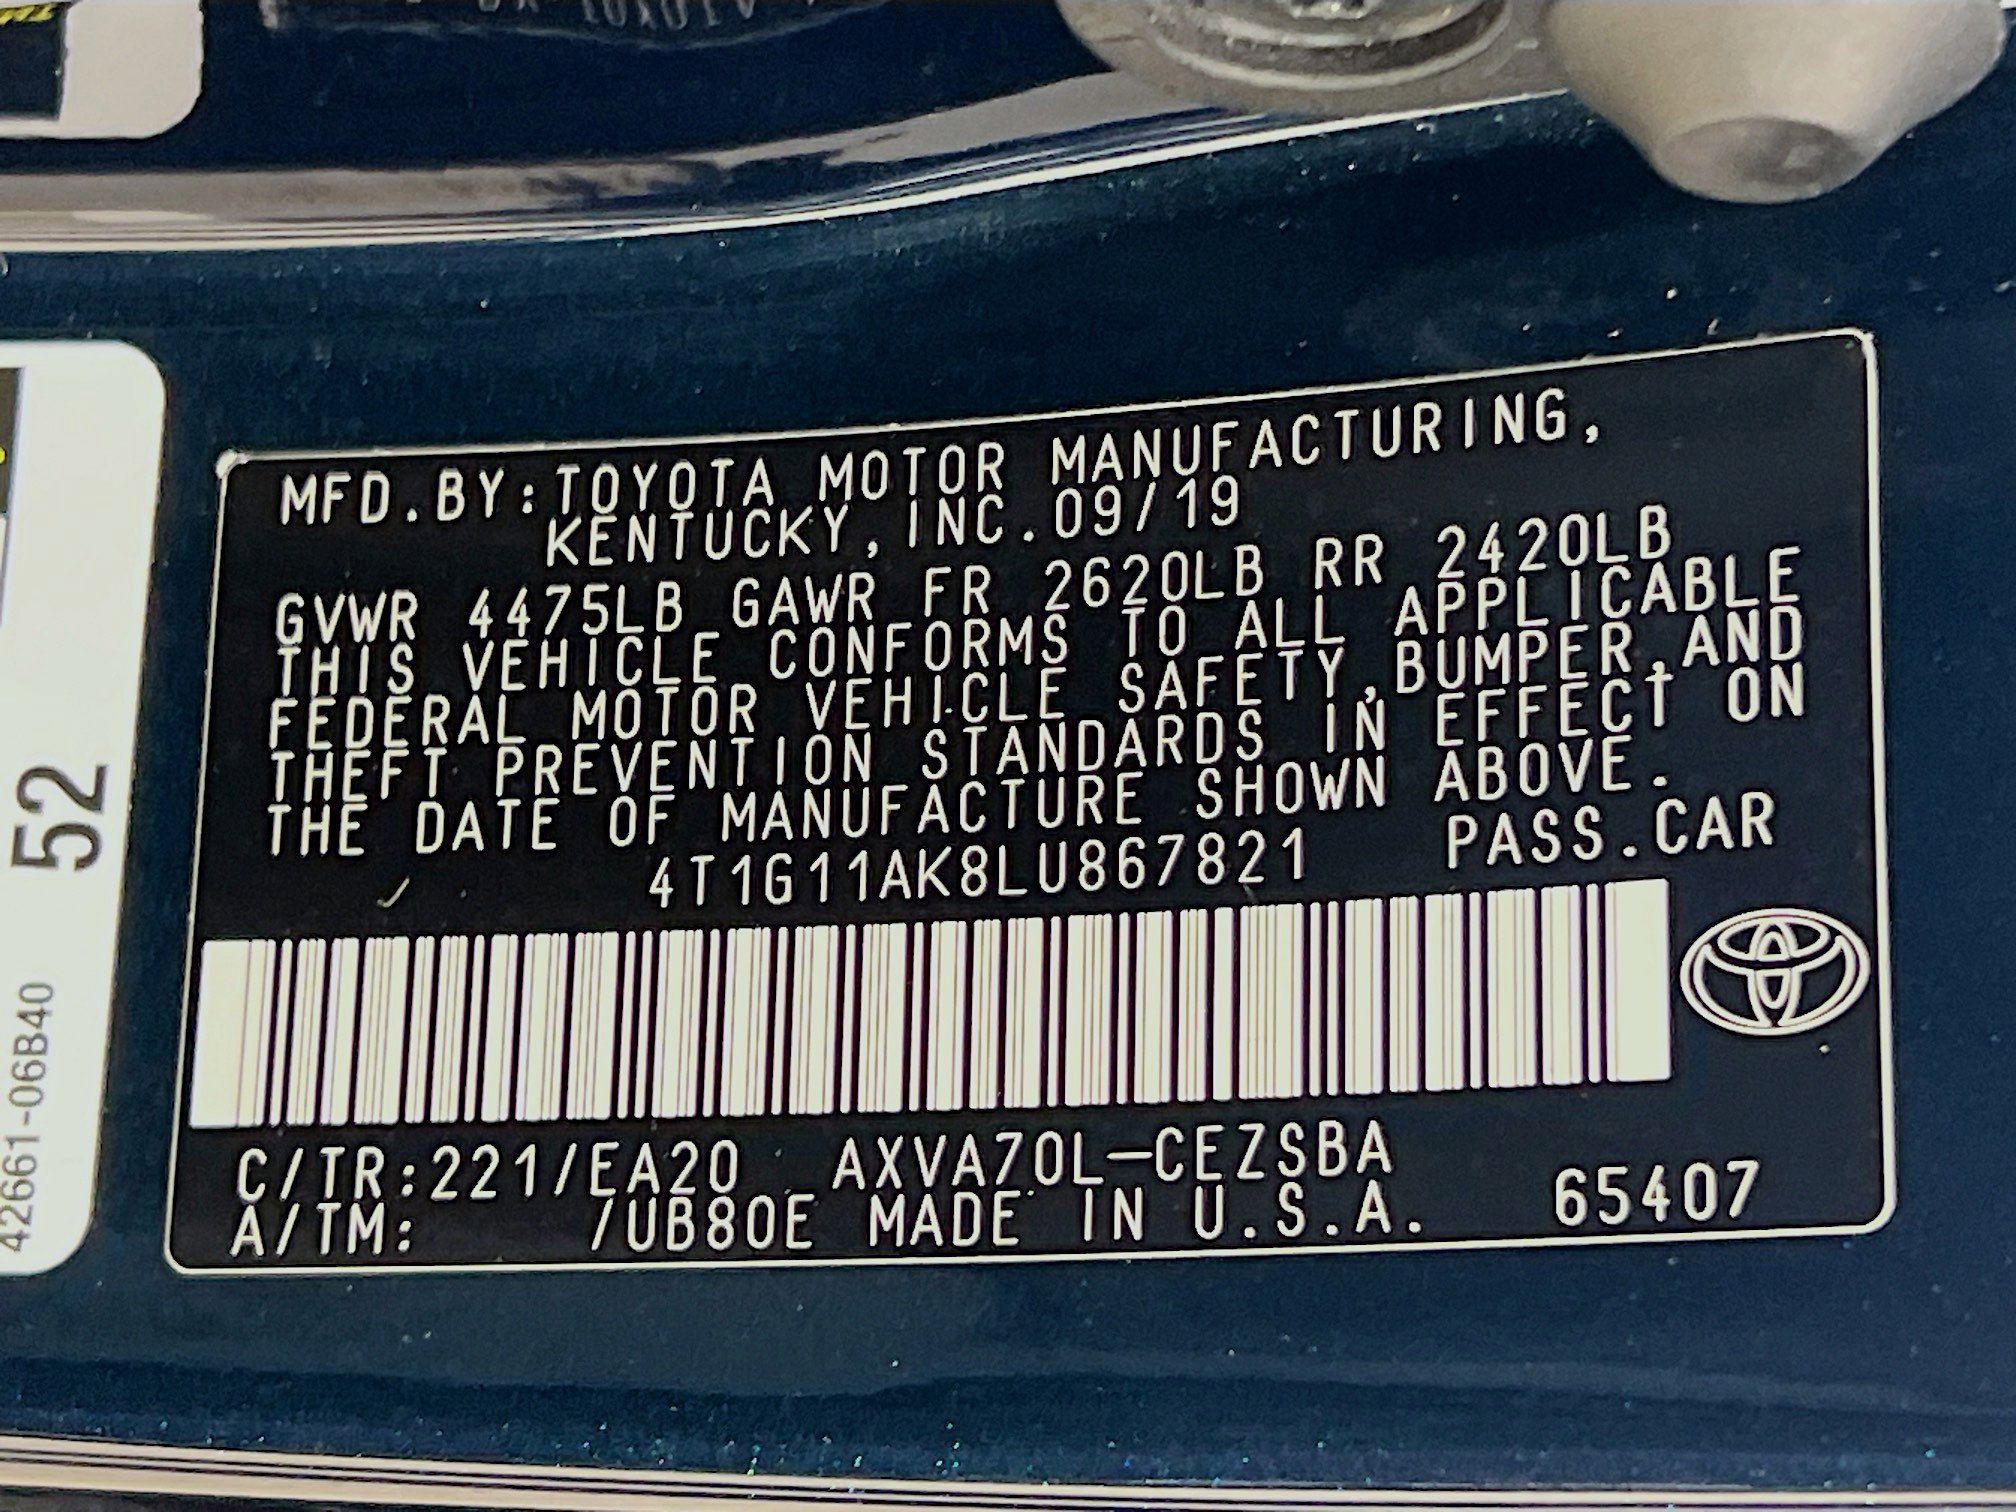 MFD.BY:TOYOTA MOTOR MANUFACTURING,
KENTUCKY, INC.09/19
GVWR 4475LB GAWR FR 2620LB RR 2420LB
THIS VEHICLE CONFORMS TO ALL APPLICABLE
FEDERAL MOTOR VEHICLE SAFETY,BUMPER,AND
THEFT PREVENTION STANDARDS IN EFFECT ON
THE DATE OF MANUFACTURE SHOWN ABOVE.
4T1G11AK8LU867821 PASS.CAR
C/TR:221/EA20 AXVA70L-CEZSBA
A/TM: /UB80E MADE IN U.S.A. 65407
52
42661-06B40